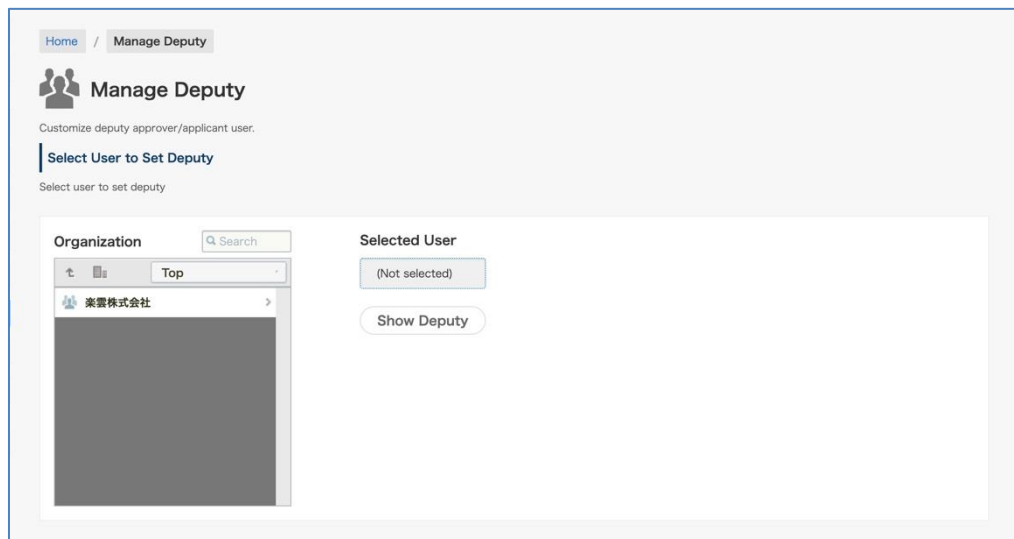 Home / Manage Deputy
Manage Deputy
Customize deputy approver/applicant user.
Select User to Set Deputy
Select user to set deputy
Organization
Search
Top
楽雲株式会社
Selected User
(Not selected)
Show Deputy